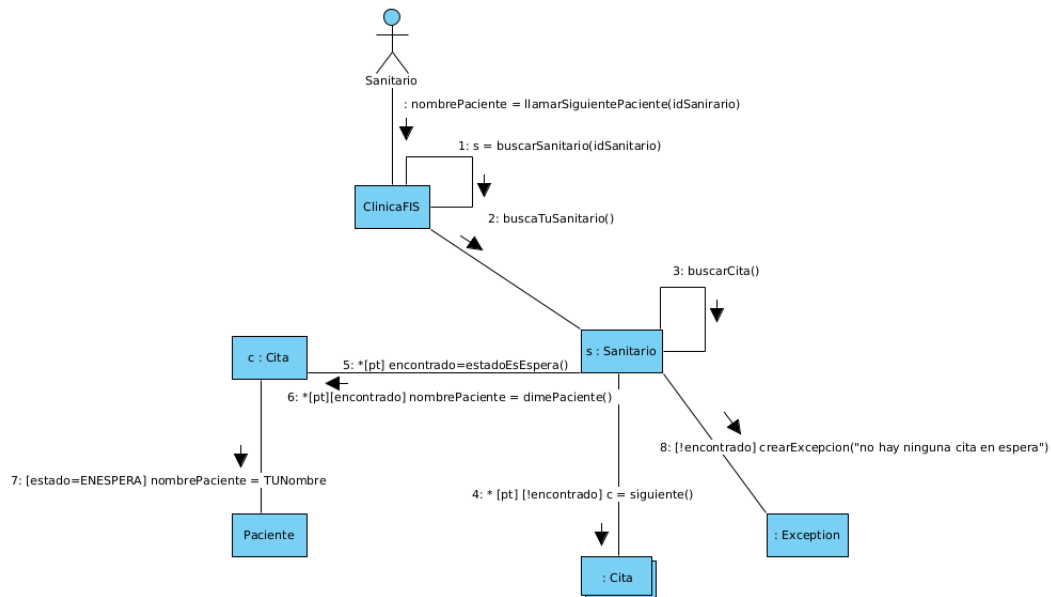 Sanitario
: nombrePaciente = llamarSiguientePaciente(idSanirario)
1: s = buscarSanitario(idSanitario)
ClinicaFIS
2: buscaTuSanitario()
3: buscarCita()
s : Sanitario
c : Cita
5: *[pt] encontrado=estadoEsEspera()
6: *[pt][encontrado] nombrePaciente = dimePaciente()
8: [!encontrado] crearExcepcion("no hay ninguna cita en espera")
7: [estado=ENESPERA] nombrePaciente = TUNombre
4: * [pt] [!encontrado] c = siguiente()
Paciente
: Exception
: Cita